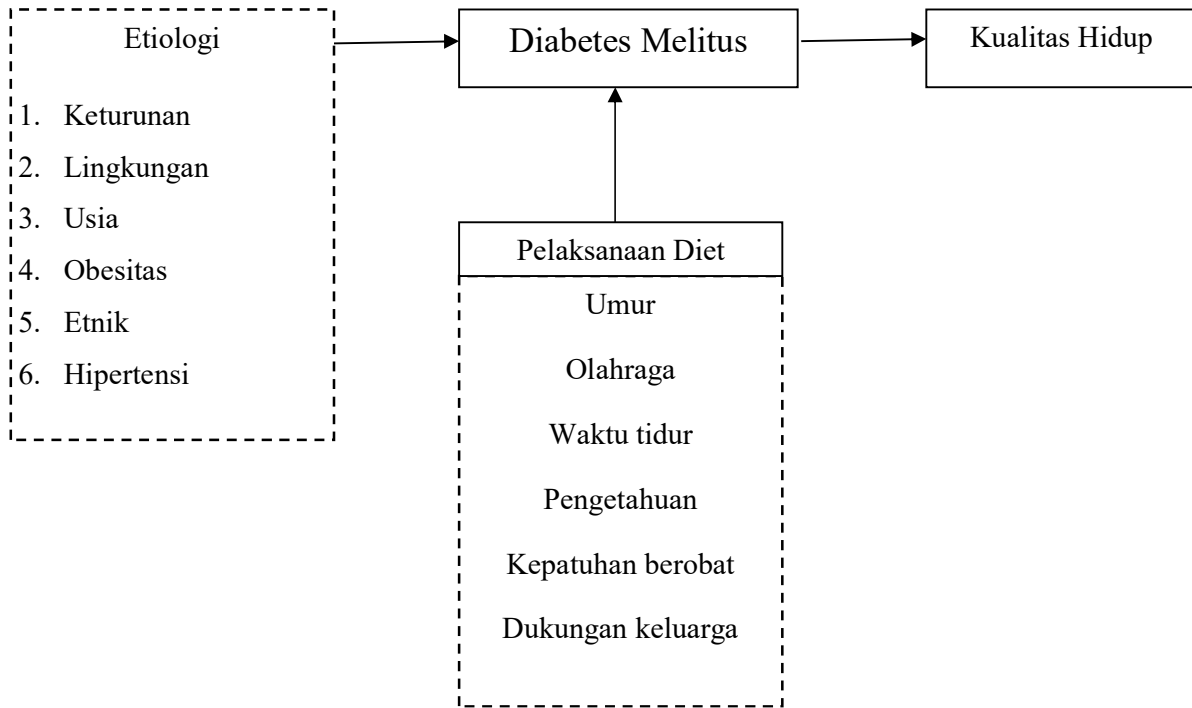 Etiologi
1. Keturunan
2. Lingkungan
3. Usia
4. Obesitas
5. Etnik
6. Hipertensi
Diabetes Melitus
Kualitas Hidup
Pelaksanaan Diet
Umur
Olahraga
Waktu tidur
Pengetahuan
Kepatuhan berobat
Dukungan keluarga